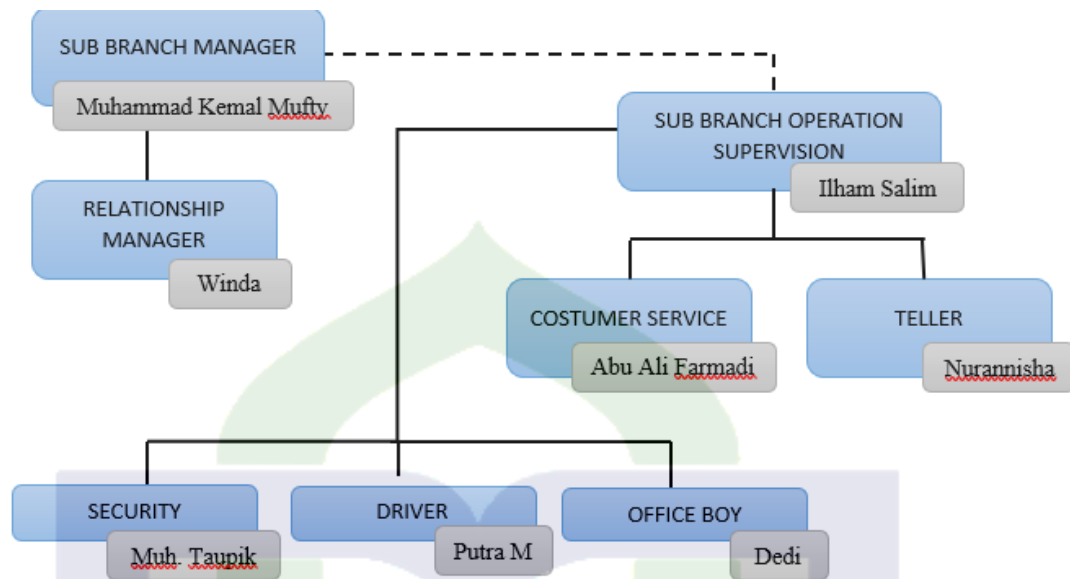 SUB BRANCH MANAGER
Muhammad Kemal Mufty
SUB BRANCH OPERATION
SUPERVISION
Ilham Salim
RELATIONSHIP
MANAGER
Winda
COSTUMER SERVICE
Abu Ali Farmadi
TELLER
Nurannisha
SECURITY
Muh. Taupik
DRIVER
Putra M
OFFICE BOY
Dedi